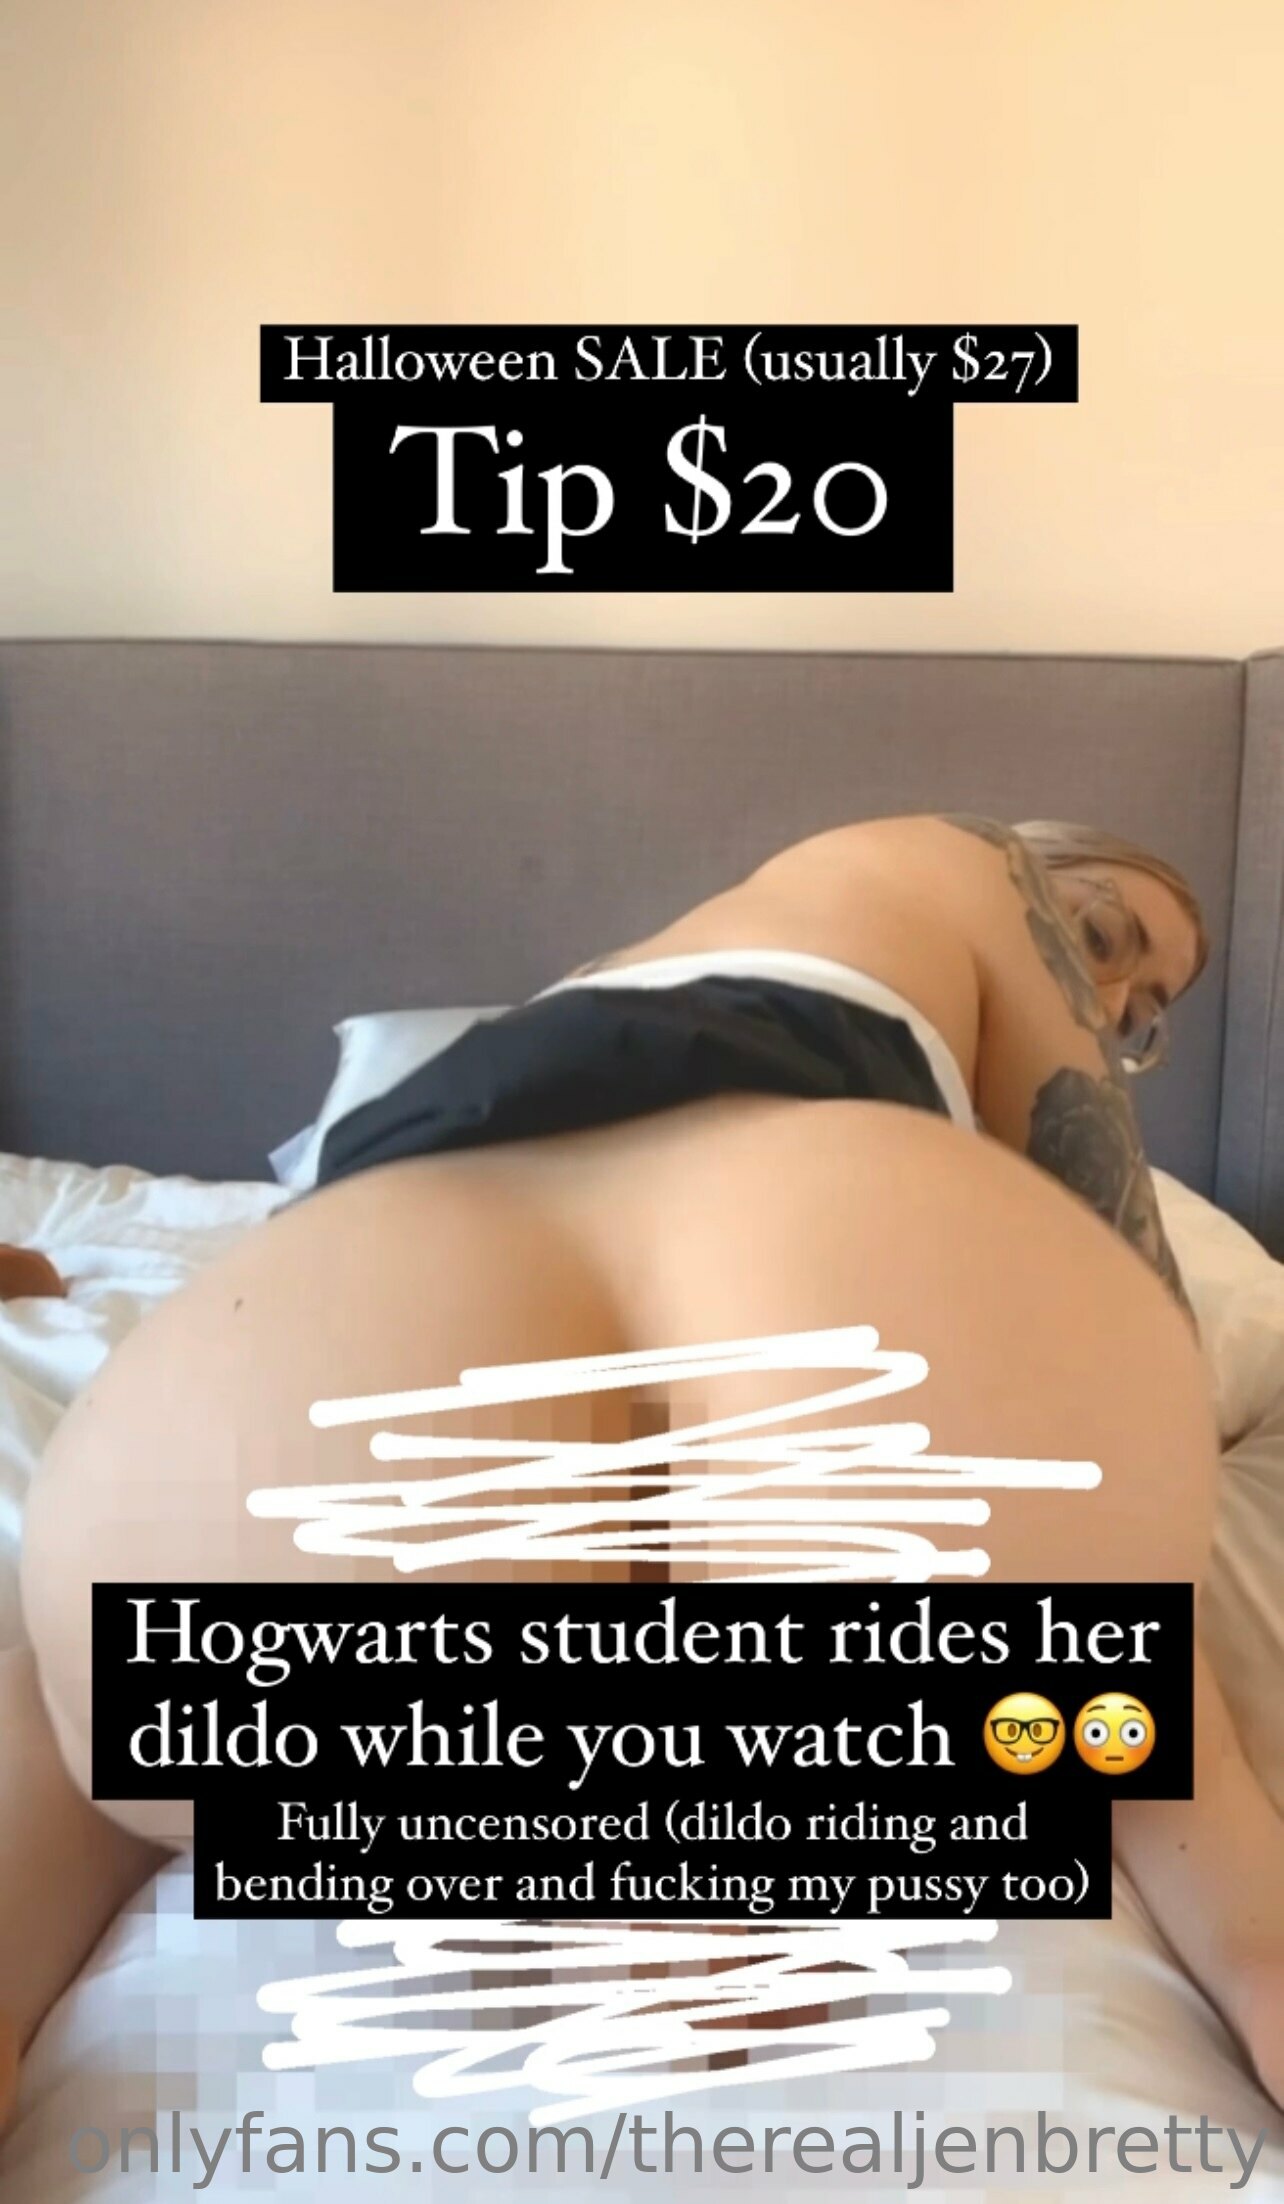 Halloween SALE (usually $27)
Tip $20
Hogwarts student rides her
dildo while you watch 🤓😳
Fully uncensored (dildo riding and
bending over and fucking my pussy too)
onlyfans.com/therealjenbretty